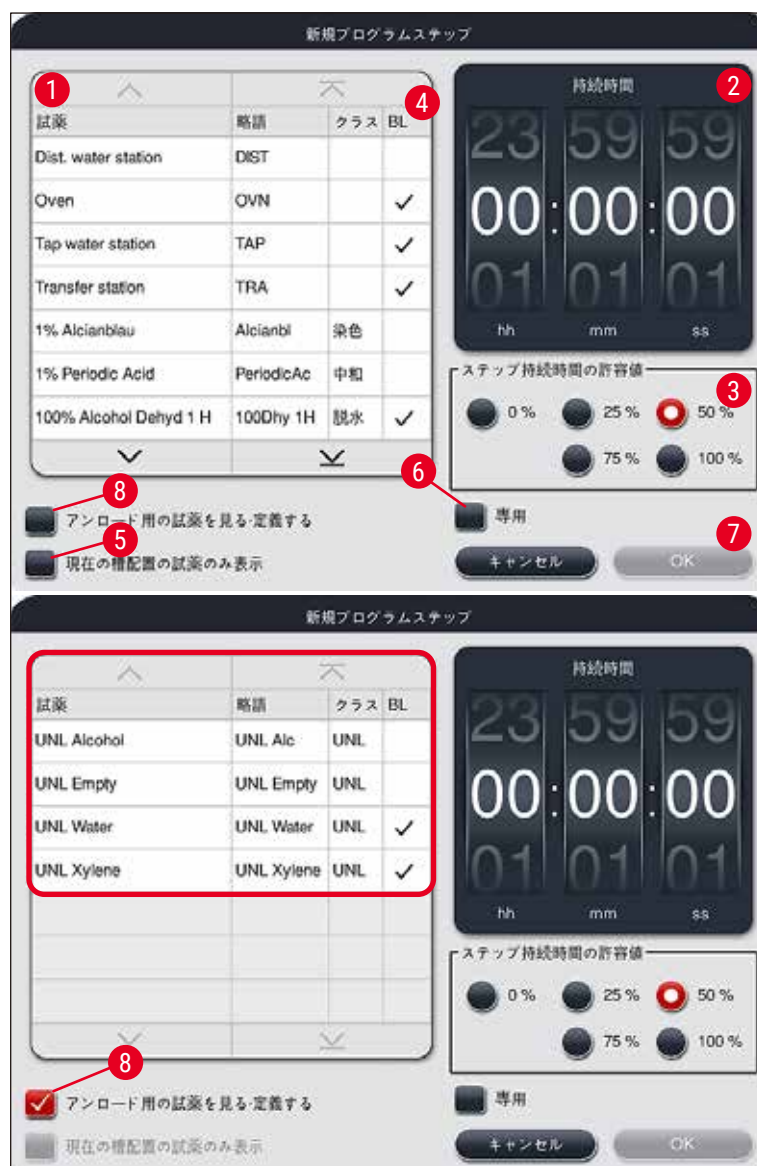 新規プログラムステップ
1
4
試薬 略語 クラス BL
Dist. water station DIST
Oven OVN ✓
Tap water station TAP ✓
Transfer station TRA ✓
1% Alcianblau Alcianbl 染色
1% Periodic Acid PeriodicAc 中和
100% Alcohol Dehyd 1 H 100Dhy 1H 脱水 ✓
持続時間
2
23 59 59
00:00:00
01 01 01
hh mm ss
ステップ持続時間の許容値
3
0 % 25 % 50 %
75 % 100 %
8
アンロード用の試薬を見る·定義する
5
現在の槽配置の試薬のみ表示
6
専用
7
キャンセル OK
新規プログラムステップ
試薬 略語 クラス BL
UNL Alcohol UNL Alc UNL
UNL Empty UNL Empty UNL
UNL Water UNL Water UNL ✓
UNL Xylene UNL Xylene UNL ✓
持続時間
23 59 59
00:00:00
01 01 01
hh mm ss
ステップ持続時間の許容値
0 % 25 % 50 %
75 % 100 %
8
アンロード用の試薬を見る·定義する
現在の槽配置の試薬のみ表示
専用
キャンセル OK